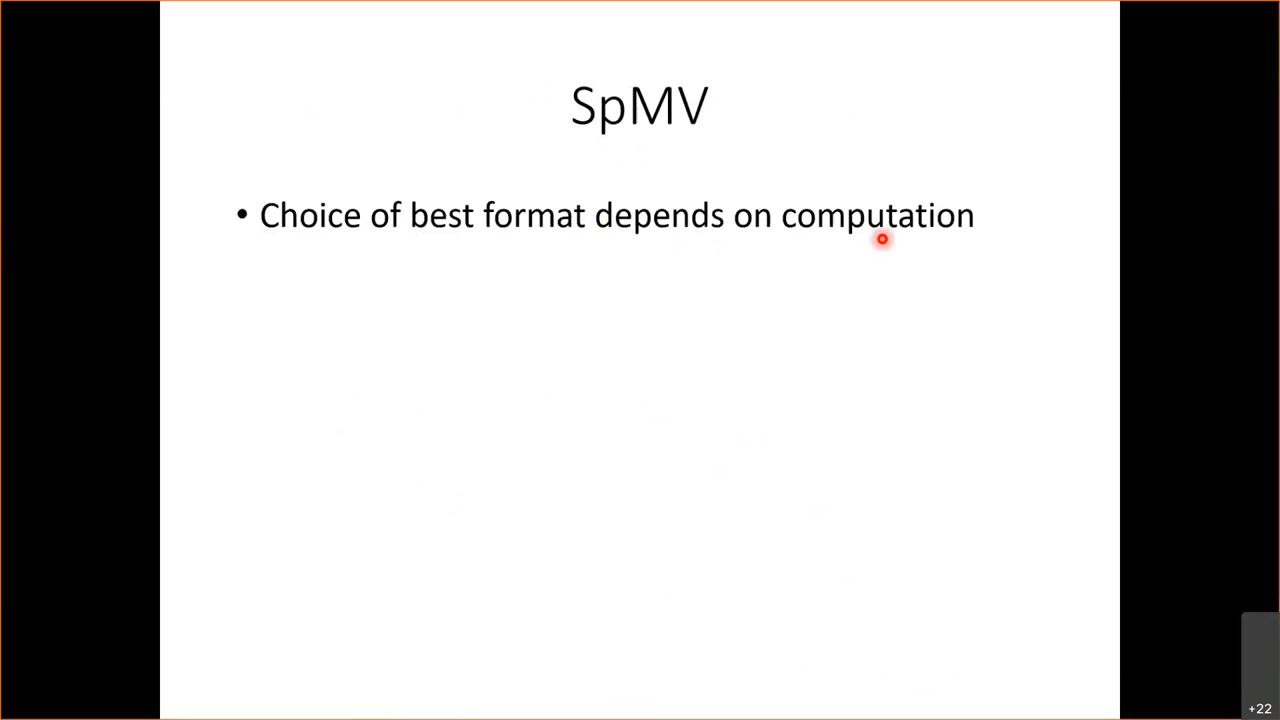 SpMV
• Choice of best format depends on computation
+22